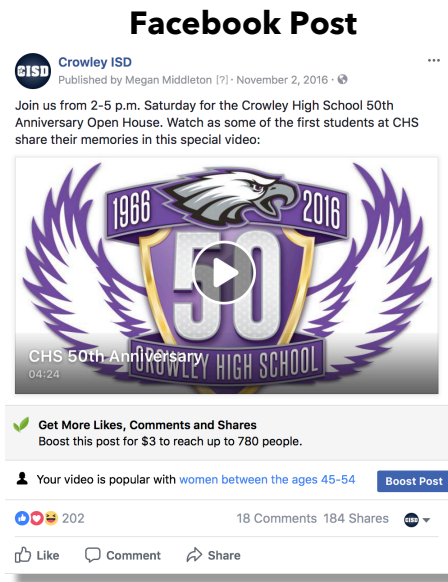 Facebook Post
CISD
Crowley ISD
Published by Megan Middleton [?] · November 2, 2016 ·
Join us from 2-5 p.m. Saturday for the Crowley High School 50th
Anniversary Open House. Watch as some of the first students at CHS
share their memories in this special video:
1966
2016
50
CHS 50th Anniversary
CROWLEY HIGH SCHOOL
04:24
Get More Likes, Comments and Shares
Boost this post for $3 to reach up to 780 people.
Your video is popular with women between the ages 45-54
Boost Post
202
18 Comments 184 Shares
CISD
Like
Comment
Share